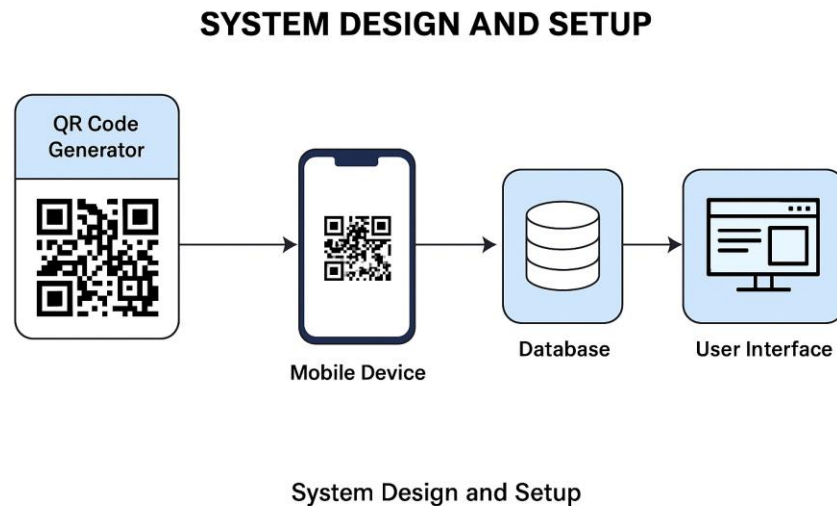 SYSTEM DESIGN AND SETUP
QR Code
Generator
Mobile Device
Database
User Interface
System Design and Setup